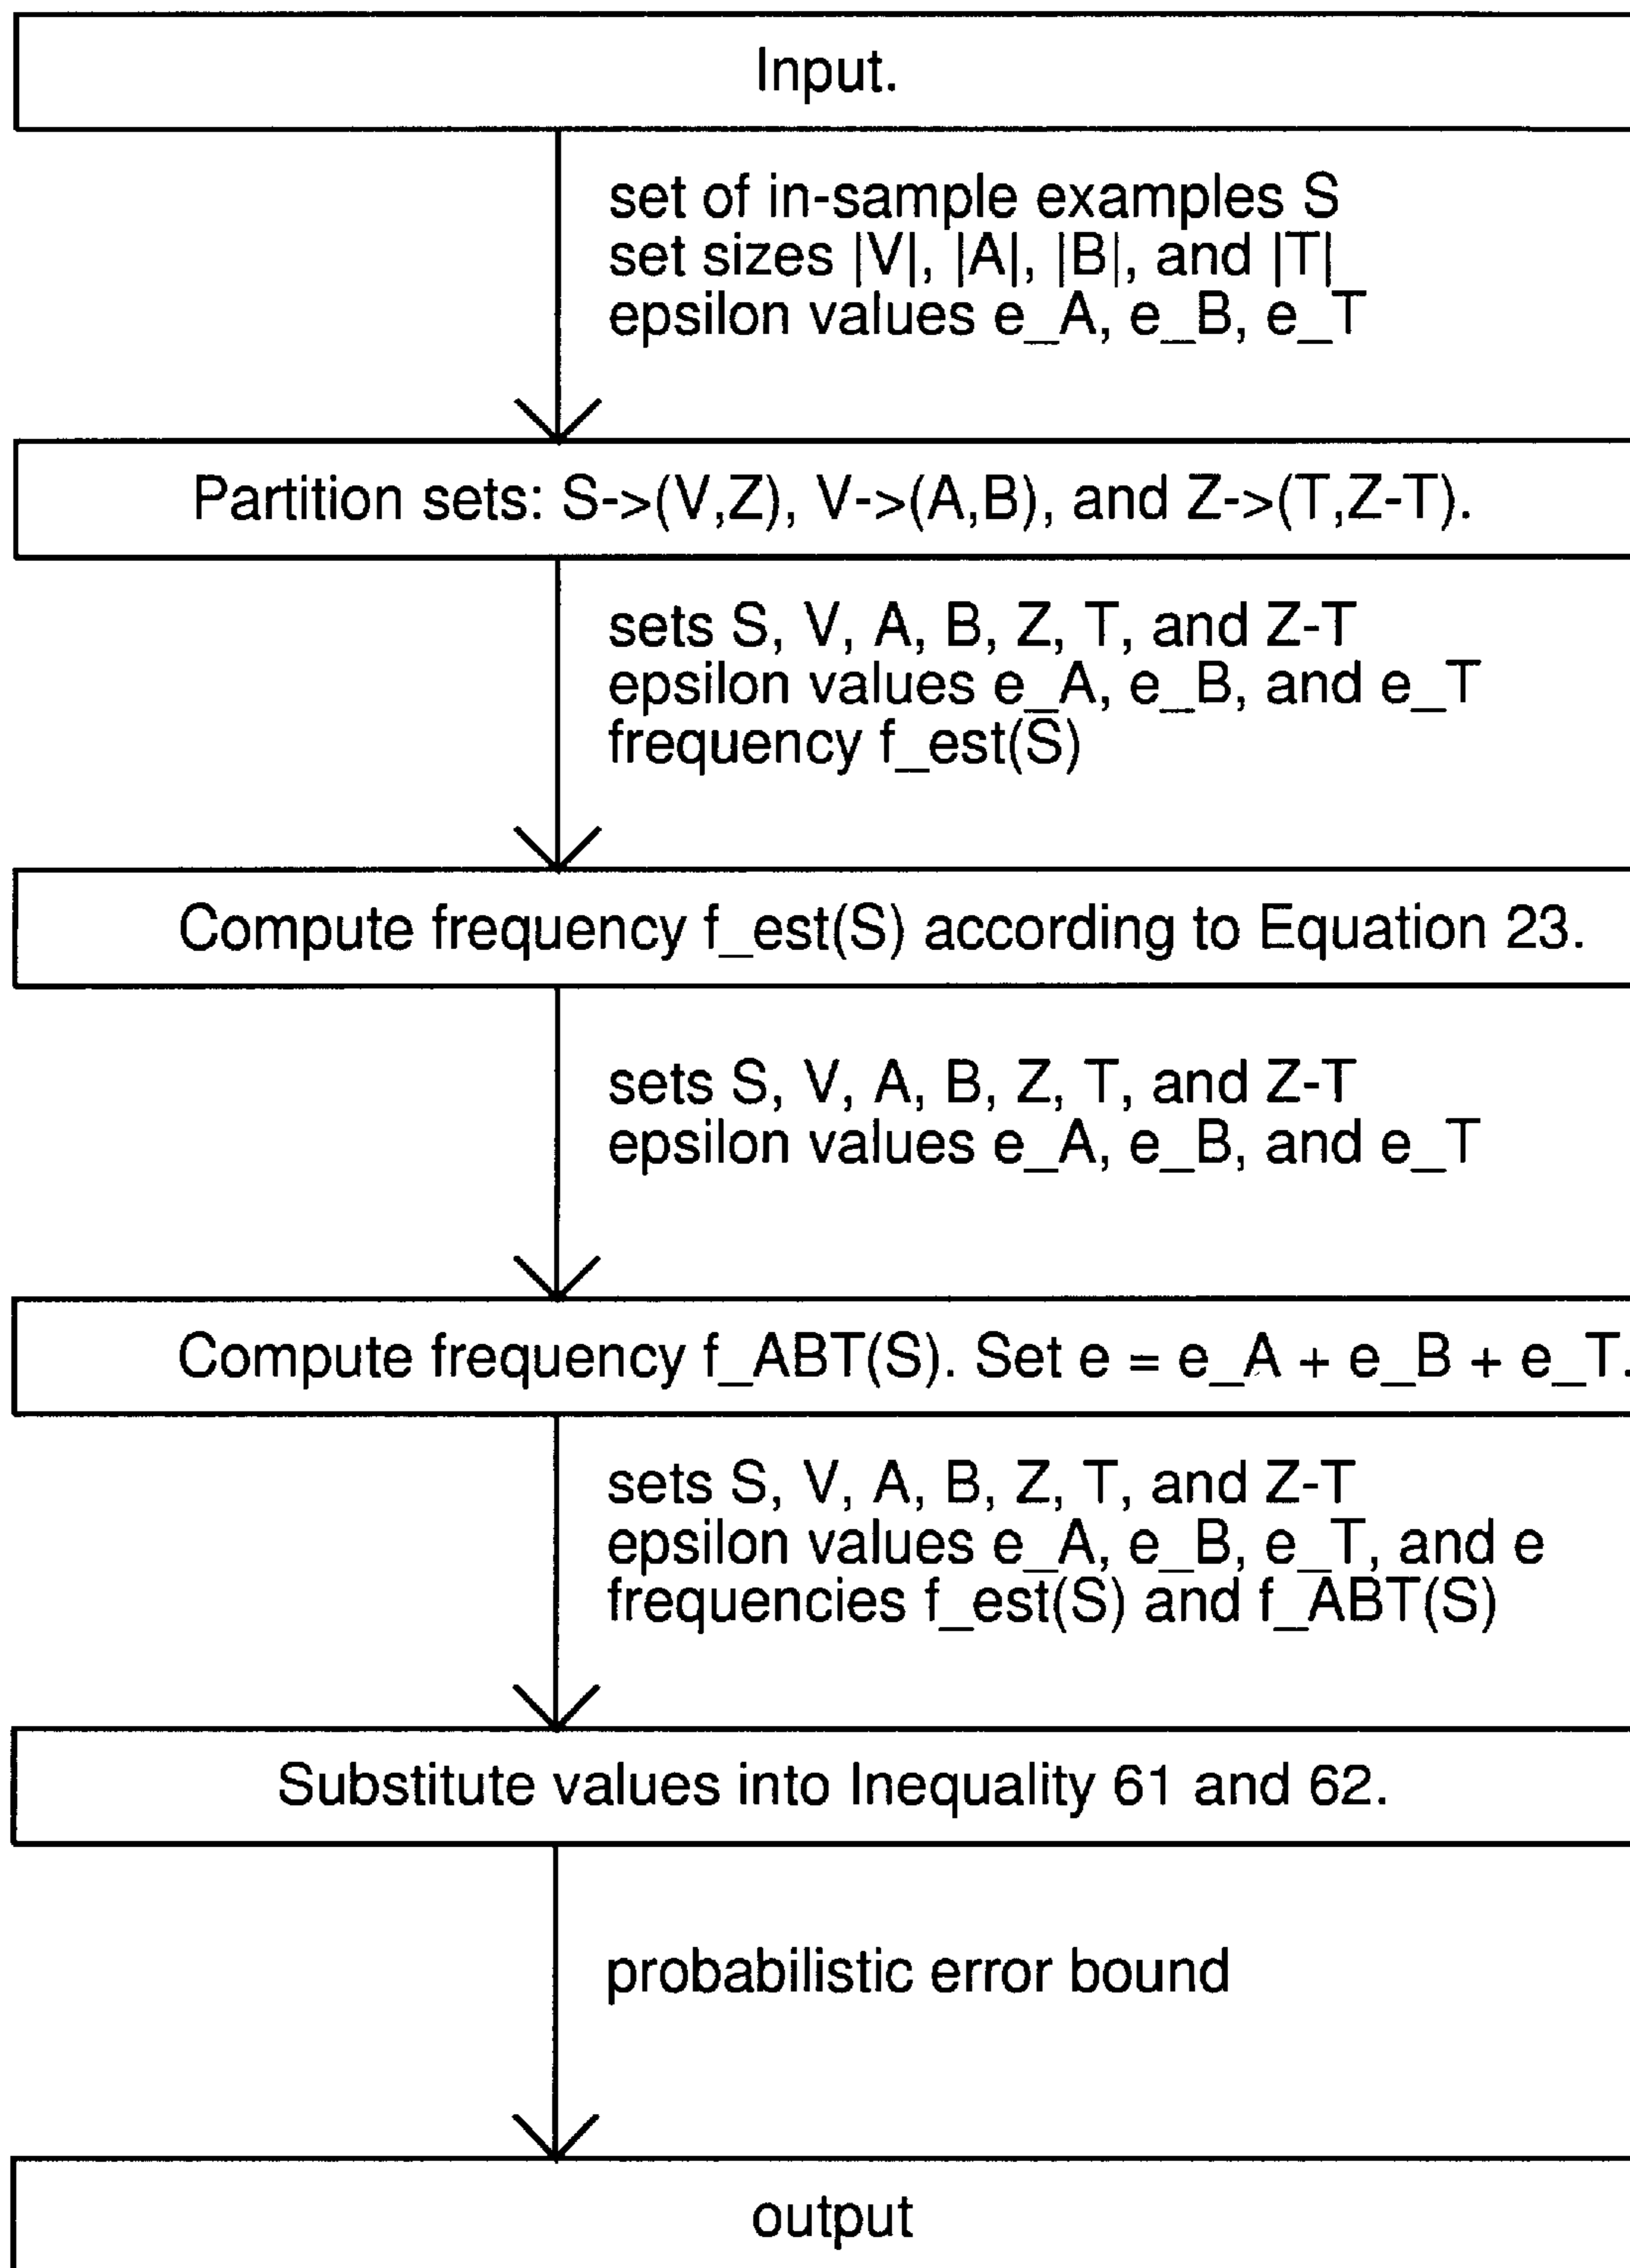 Input.
set of in-sample examples S
set sizes |V|, |A|, |B|, and |T|
epsilon values e_A, e_B, e_T
Partition sets: S->(V,Z), V->(A,B), and Z->(T,Z-T).
sets S, V, A, B, Z, T, and Z-T
epsilon values e_A, e_B, and e_T
frequency f_est(S)
Compute frequency f_est(S) according to Equation 23.
sets S, V, A, B, Z, T, and Z-T
epsilon values e_A, e_B, and e_T
Compute frequency f_ABT(S). Set e = e_A + e_B + e_T.
sets S, V, A, B, Z, T, and Z-T
epsilon values e_A, e_B, e_T, and e
frequencies f_est(S) and f_ABT(S)
Substitute values into Inequality 61 and 62.
probabilistic error bound
output